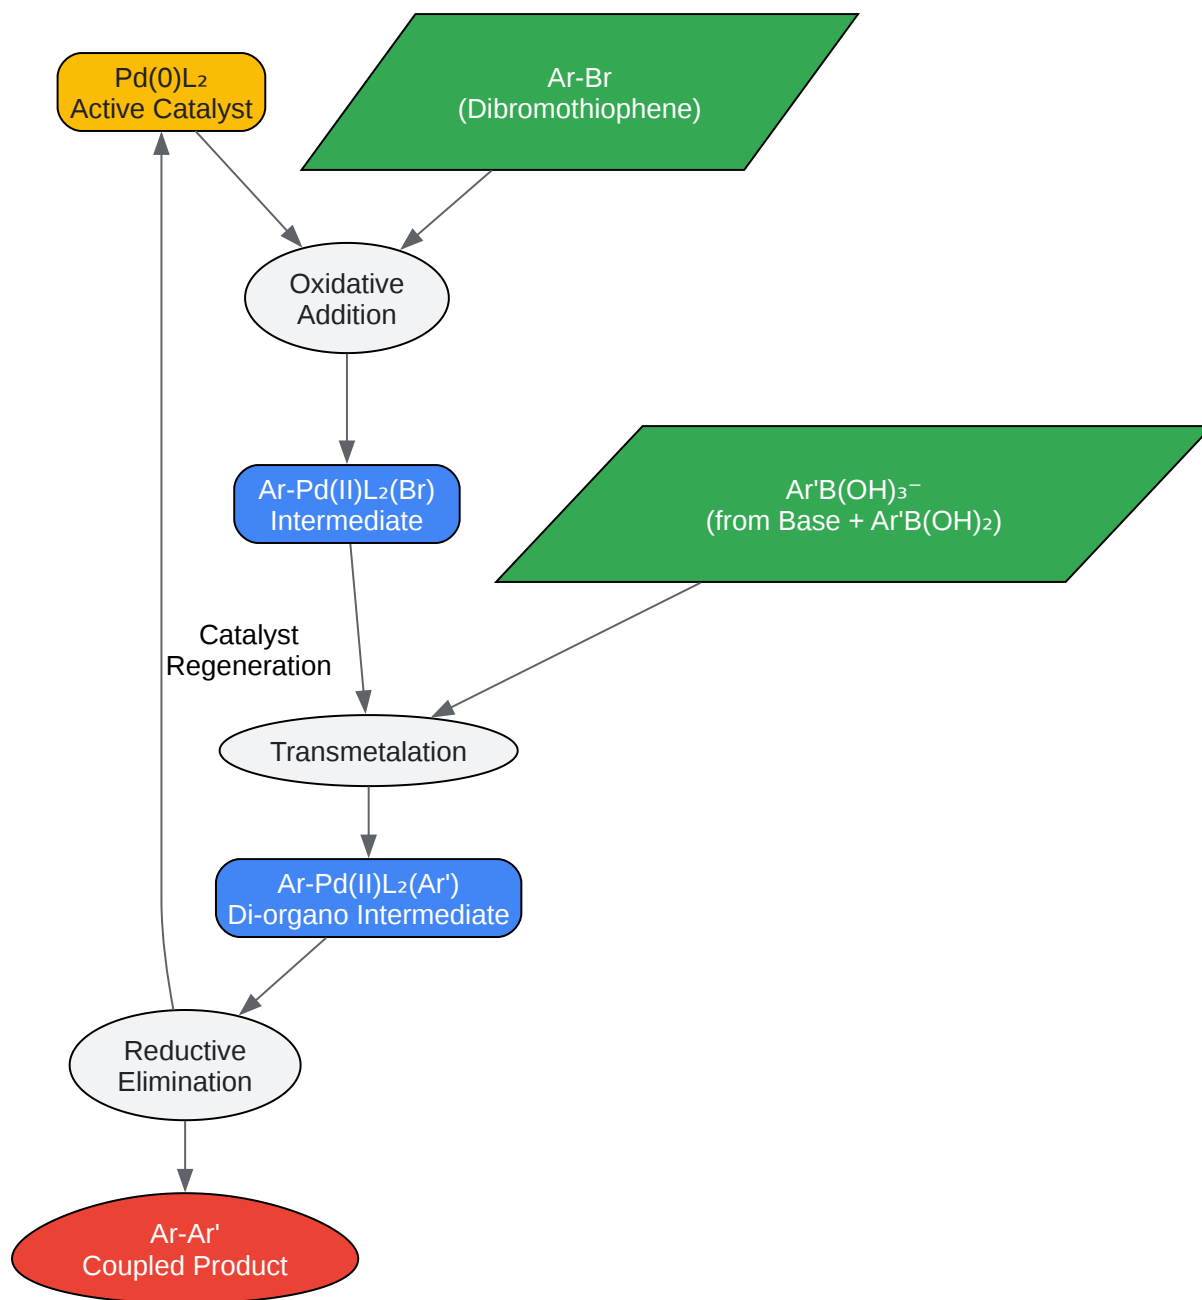 Pd(0)L₂
Active Catalyst
Ar-Br
(Dibromothiophene)
Oxidative
Addition
Ar-Pd(II)L₂(Br)
Intermediate
Ar'B(OH)₃⁻
(from Base + Ar'B(OH)₂)
Catalyst
Regeneration
Transmetalation
Ar-Pd(II)L₂(Ar')
Di-organo Intermediate
Reductive
Elimination
Ar-Ar'
Coupled Product